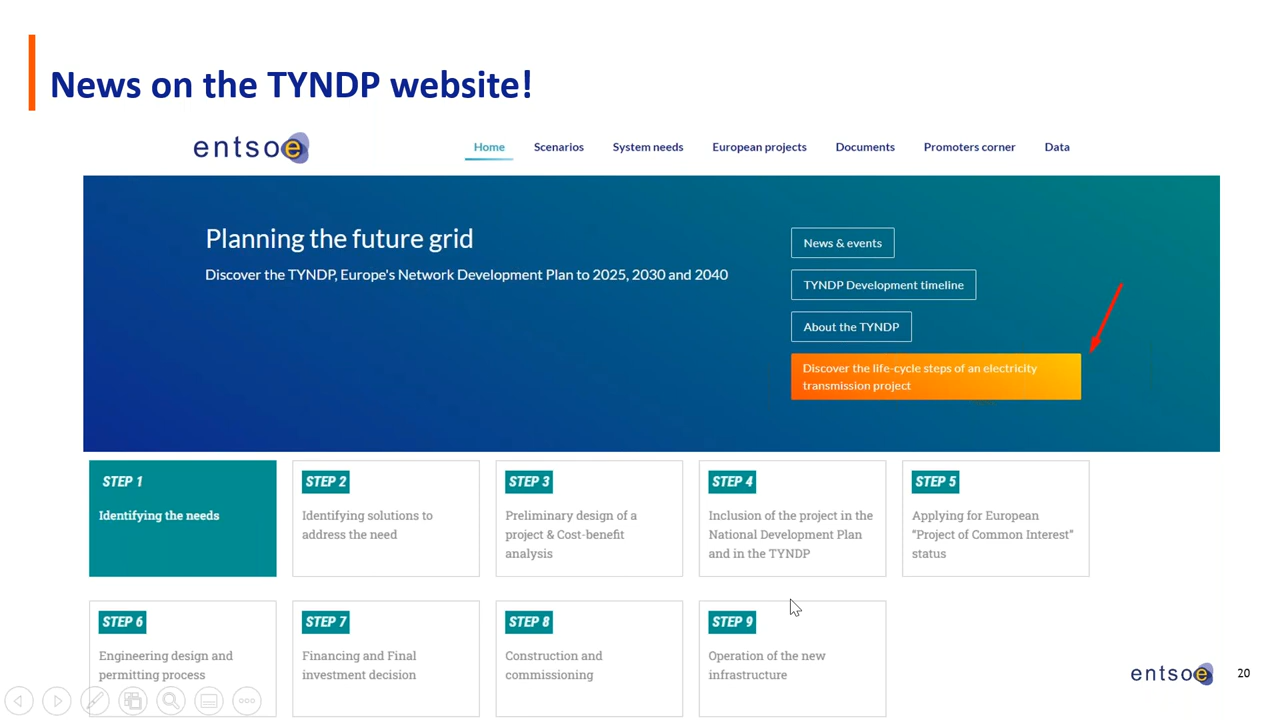 News on the TYNDP website!
entsoe
Home Scenarios System needs European projects Documents Promoters corner Data
Planning the future grid
Discover the TYNDP, Europe's Network Development Plan to 2025, 2030 and 2040
News & events
TYNDP Development timeline
About the TYNDP
Discover the life-cycle steps of an electricity
transmission project
STEP 1
Identifying the needs
STEP 2
Identifying solutions to
address the need
STEP 3
Preliminary design of a
project & Cost-benefit
analysis
STEP 4
Inclusion of the project in the
National Development Plan
and in the TYNDP
STEP 5
Applying for European
“Project of Common Interest”
status
STEP 6
Engineering design and
permitting process
STEP 7
Financing and Final
investment decision
STEP 8
Construction and
commissioning
STEP 9
Operation of the new
infrastructure
entsoe
20